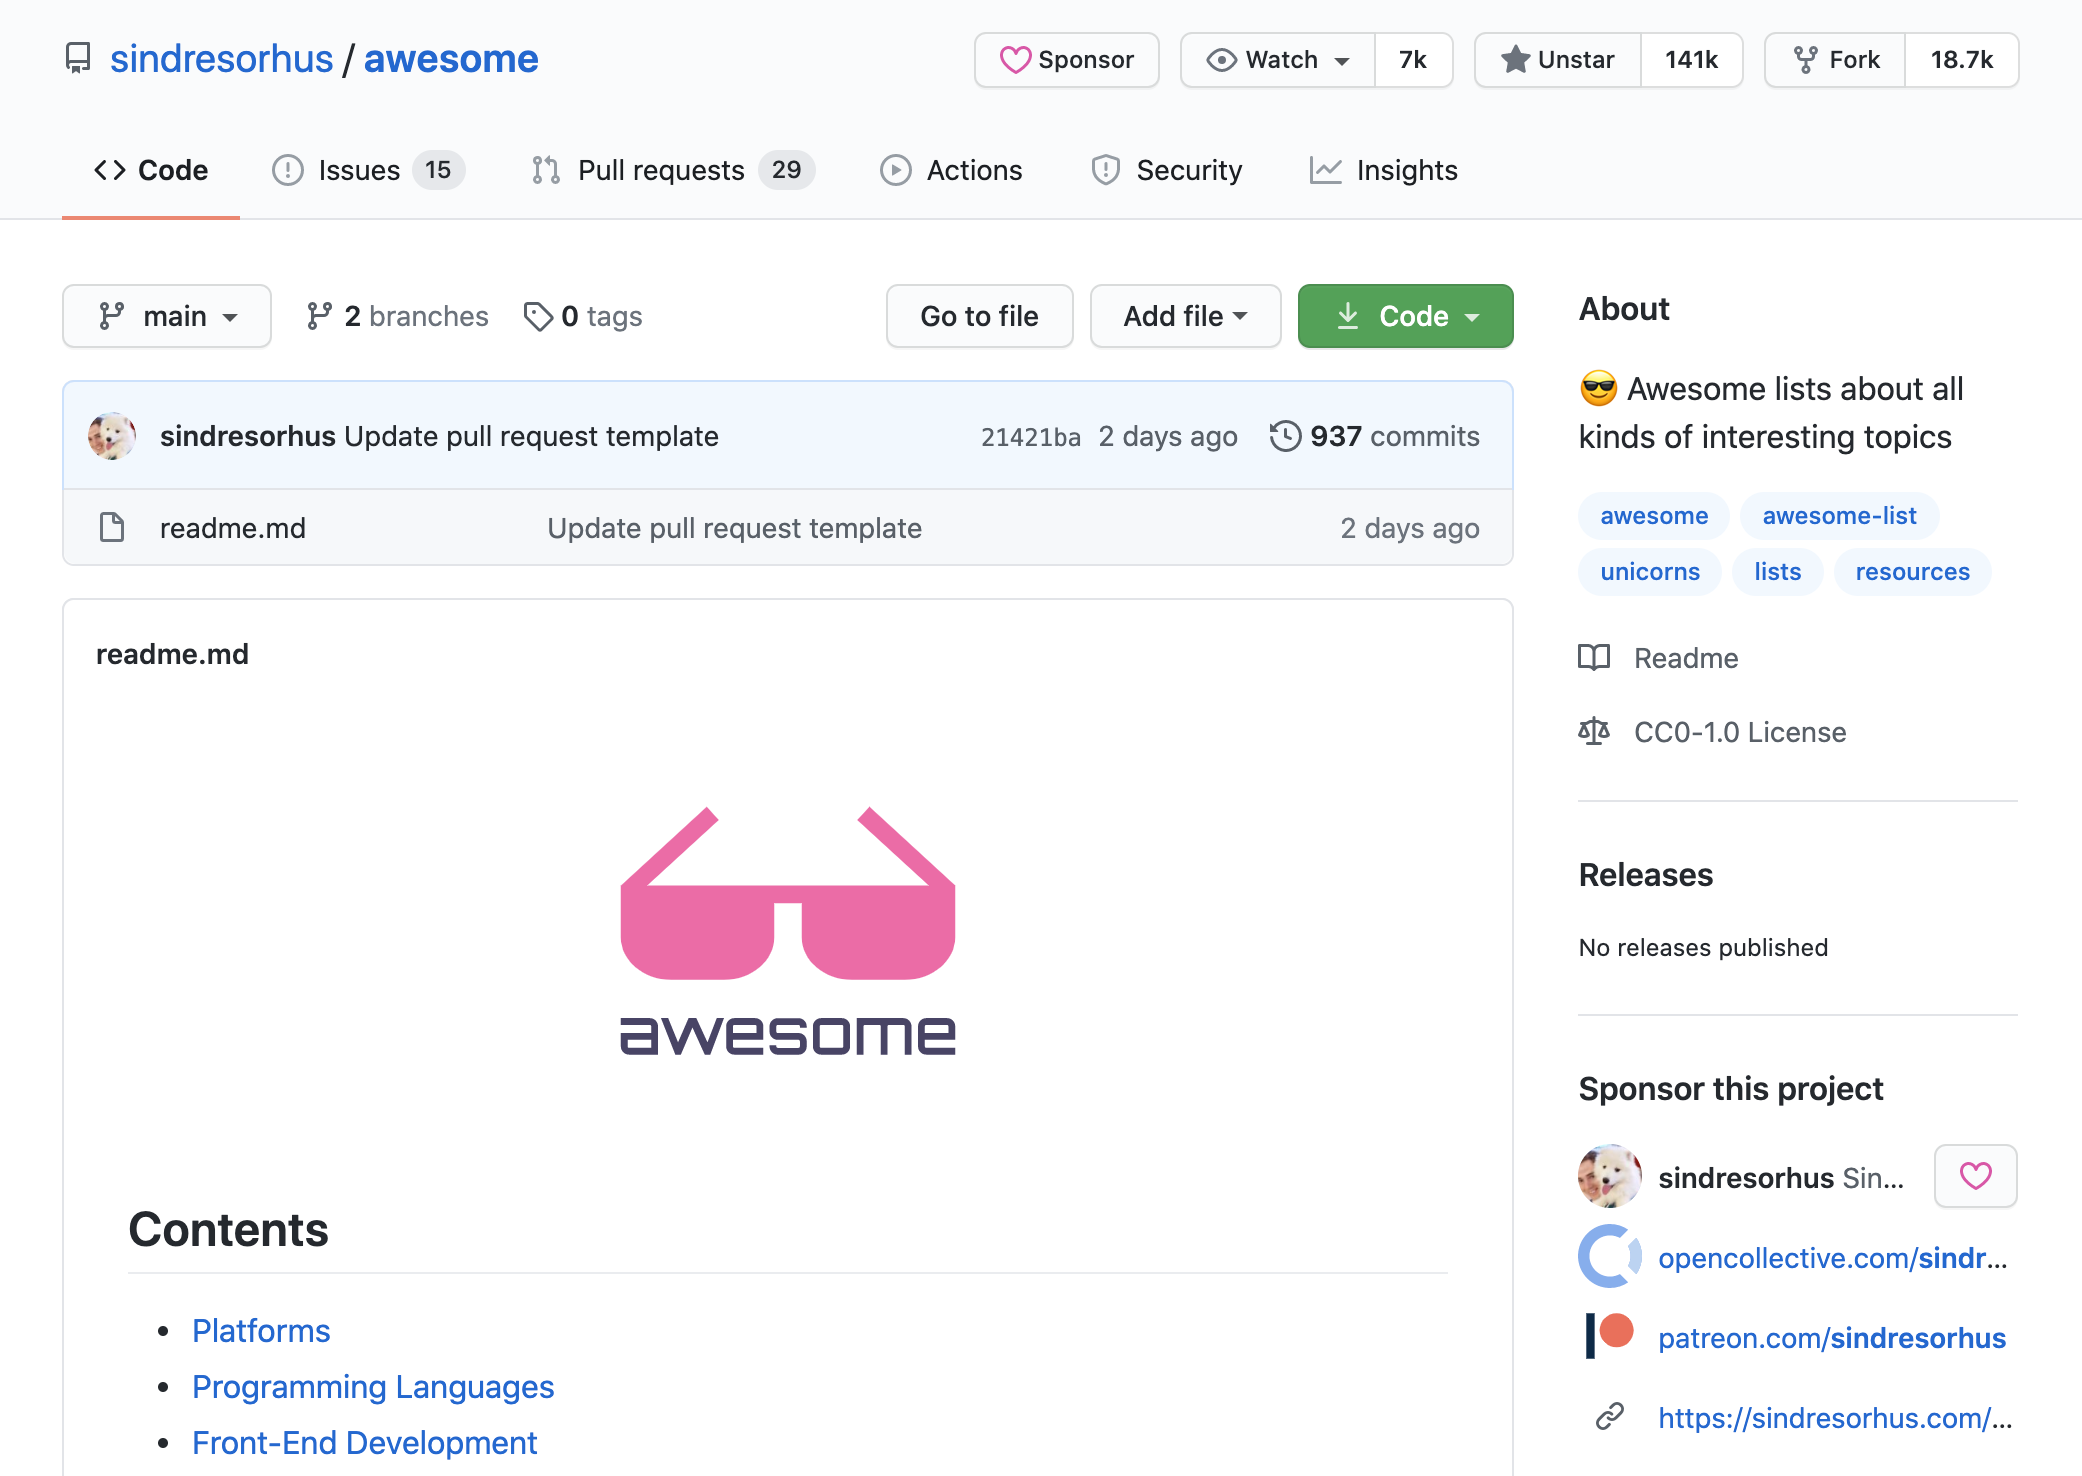 sindresorhus / awesome
Sponsor Watch 7k Unstar 141k Fork 18.7k
Code Issues 15 Pull requests 29 Actions Security Insights
main 2 branches 0 tags Go to file Add file Code
sindresorhus Update pull request template 21421ba 2 days ago 937 commits
readme.md Update pull request template 2 days ago
readme.md
awesome
Contents
Platforms
Programming Languages
Front-End Development
About
😎 Awesome lists about all
kinds of interesting topics
awesome awesome-list
unicorns lists resources
Readme
CC0-1.0 License
Releases
No releases published
Sponsor this project
sindresorhus Sin...
opencollective.com/sindr...
patreon.com/sindresorhus
https://sindresorhus.com/...